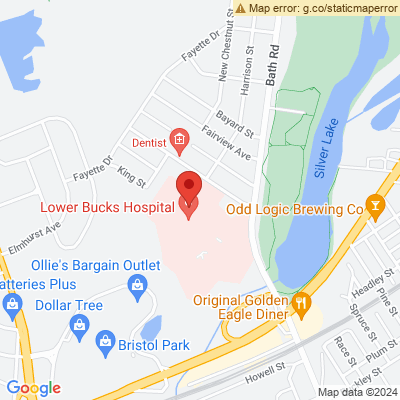 Map error: g.co/staticmaperror
Fayette Dr
New Chestnut St
Harrison St
Bath Rd
Bayard St
Fairview Ave
Dentist
Silver Lake
Fayette Dr
King St
Lower Bucks Hospital
Odd Logic Brewing Co
Elmhurst Ave
Ollie's Bargain Outlet
atteries Plus
Dollar Tree
Headley St
Pine St
Original Golden
Eagle Diner
Spruce St
Bristol Park
Race St
Plum St
Howell St
Oakley St
Google
Map data ©2024